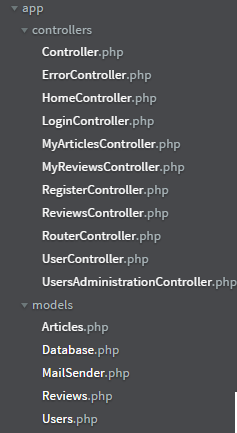 app
controllers
Controller.php
ErrorController.php
HomeController.php
LoginController.php
MyArticlesController.php
MyReviewsController.php
RegisterController.php
ReviewsController.php
RouterController.php
UserController.php
UsersAdministrationController.php
models
Articles.php
Database.php
MailSender.php
Reviews.php
Users.php